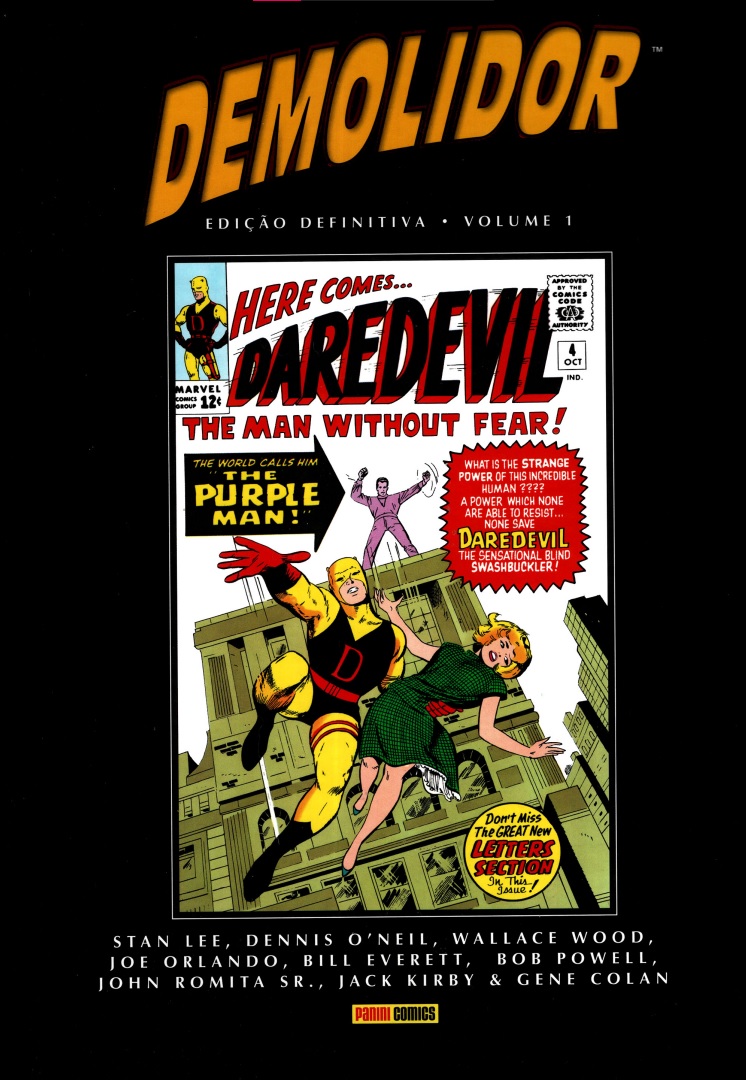 DEMOLIDOR ™
EDIÇÃO DEFINITIVA • VOLUME 1
HERE COMES...
DAREDEVIL
THE MAN WITHOUT FEAR!
D
MARVEL
COMICS
GROUP 12¢
APPROVED
BY THE
COMICS
CODE
CA
AUTHORITY
4
OCT
IND.
THE WORLD CALLS HIM
"THE
PURPLE
MAN!"
WHAT IS THE STRANGE
POWER OF THIS INCREDIBLE
HUMAN ????
A POWER WHICH NONE
ARE ABLE TO RESIST...
NONE SAVE
DAREDEVIL
THE SENSATIONAL BLIND
SWASHBUCKLER!
D
Don't Miss
The GREAT New
LETTERS
SECTION
In This
Issue!
STAN LEE, DENNIS O'NEIL, WALLACE WOOD,
JOE ORLANDO, BILL EVERETT, BOB POWELL,
JOHN ROMITA SR., JACK KIRBY & GENE COLAN
PANINI COMICS